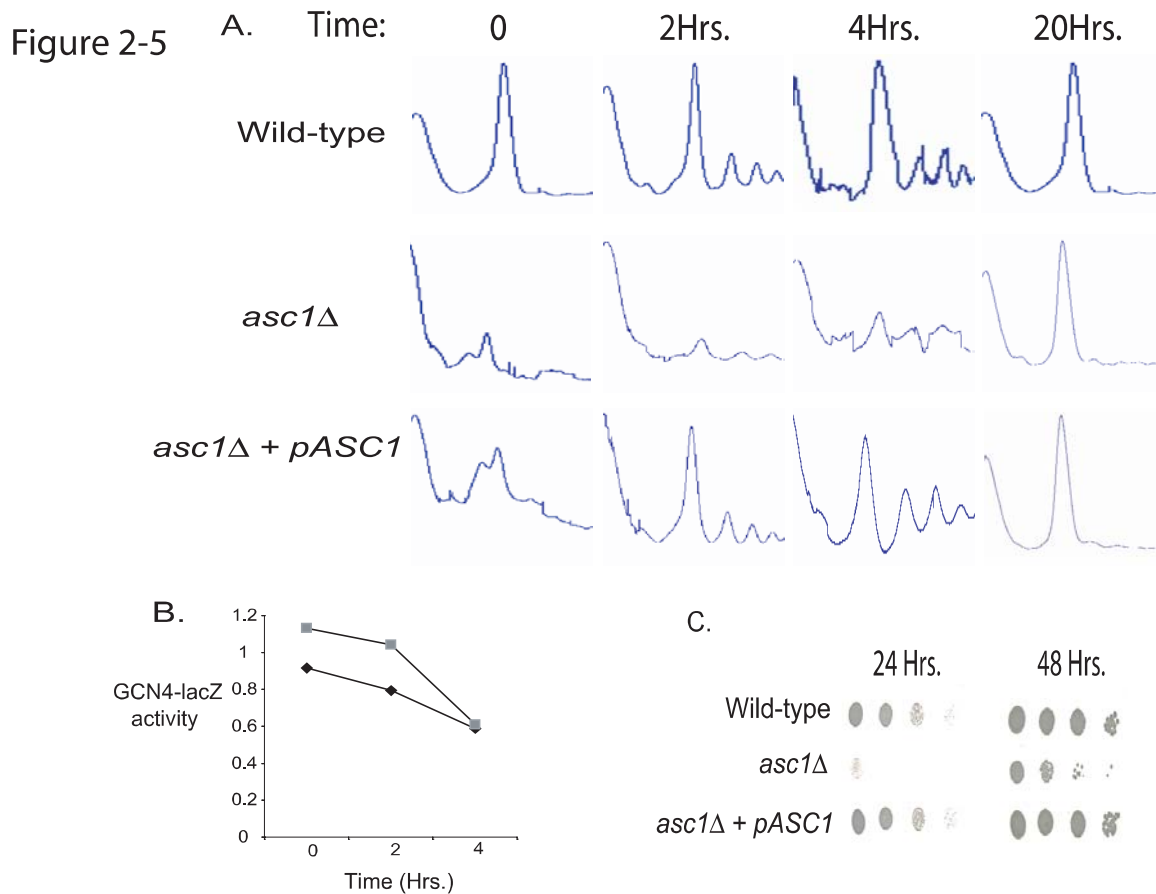 Figure 2-5
A. Time: 0 2Hrs. 4Hrs. 20Hrs.
Wild-type
asc1Δ
asc1Δ + pASC1
B.
1.2
1
0.8
0.6
0.4
0.2
0
GCN4-lacZ
activity
0 2 4
Time (Hrs.)
C.
24 Hrs. 48 Hrs.
Wild-type
asc1Δ
asc1Δ + pASC1